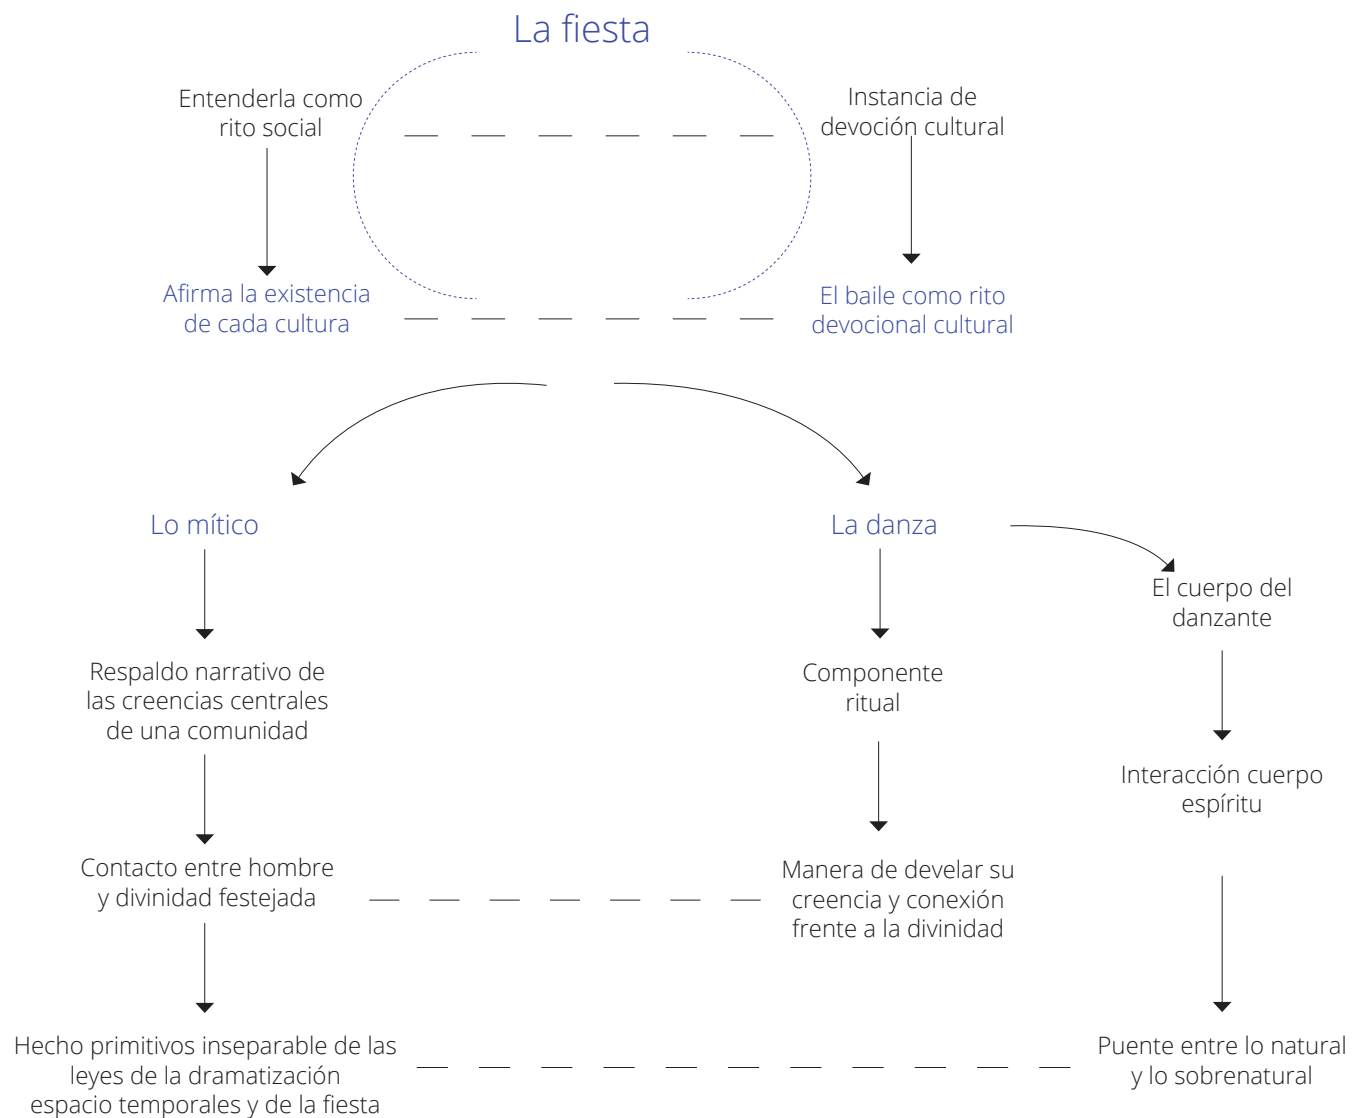 La fiesta
Entenderla como
rito social
Instancia de
devoción cultural
Afirma la existencia
de cada cultura
El baile como rito
devocional cultural
Lo mítico
La danza
El cuerpo del
danzante
Respaldo narrativo de
las creencias centrales
de una comunidad
Componente
ritual
Interacción cuerpo
espíritu
Contacto entre hombre
y divinidad festejada
Manera de develar su
creencia y conexión
frente a la divinidad
Hecho primitivos inseparable de las
leyes de la dramatización
espacio temporales y de la fiesta
Puente entre lo natural
y lo sobrenatural